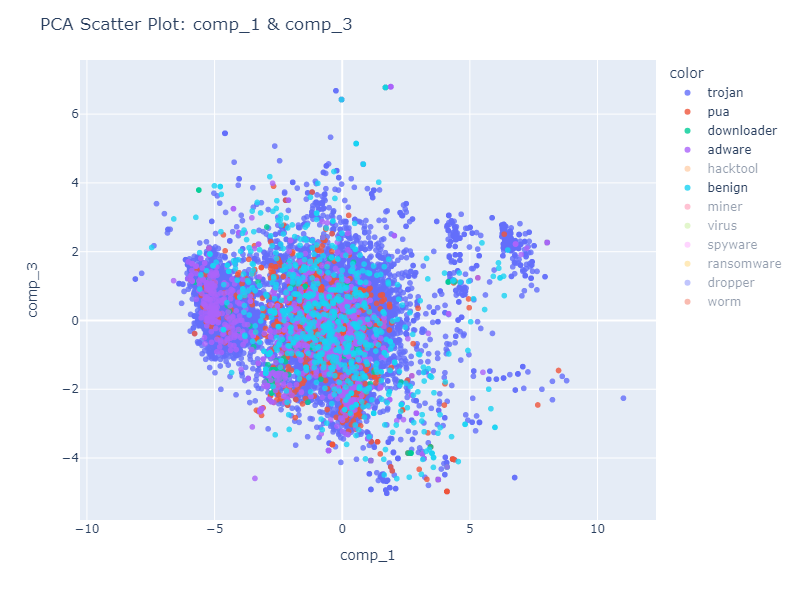 PCA Scatter Plot: comp_1 & comp_3
color
trojan
pua
downloader
adware
hacktool
benign
miner
virus
spyware
ransomware
dropper
worm
6
4
2
0
−2
−4
comp_3
−10
−5
0
5
10
comp_1